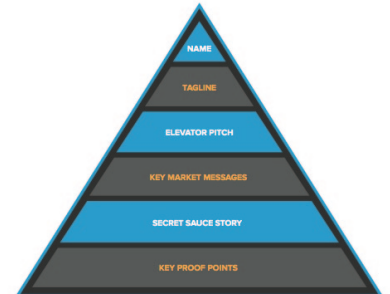 NAME
TAGLINE
ELEVATOR PITCH
KEY MARKET MESSAGES
SECRET SAUCE STORY
KEY PROOF POINTS